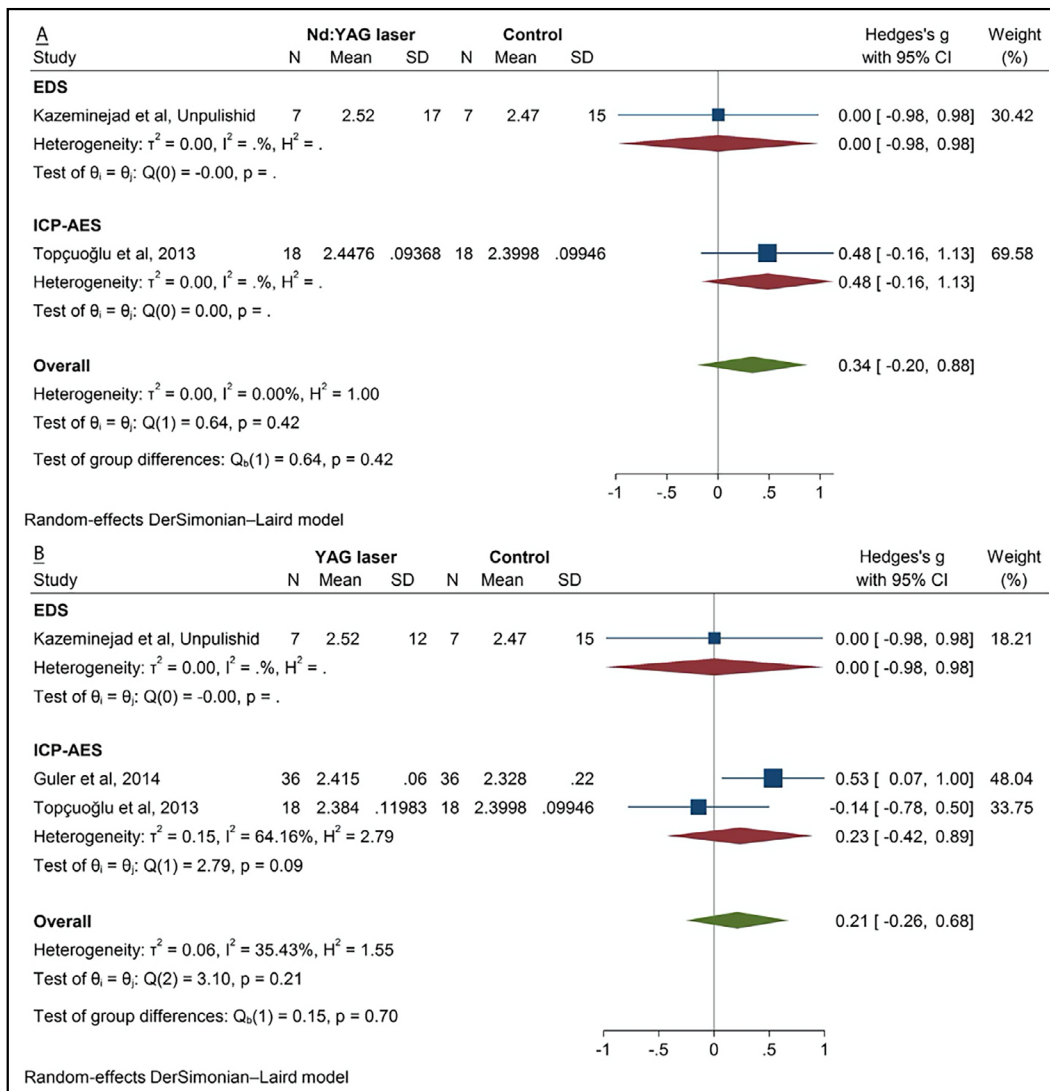 A
Nd:YAG laser Control Hedges's g Weight
Study N Mean SD N Mean SD with 95% CI (%)
EDS
Kazeminejad et al, Unpulishid 7 2.52 17 7 2.47 15 0.00 [ -0.98, 0.98] 30.42
Heterogeneity: τ² = 0.00, I² = .%, H² = . 0.00 [ -0.98, 0.98]
Test of θᵢ = θⱼ: Q(0) = -0.00, p = .
ICP-AES
Topçuoğlu et al, 2013 18 2.4476 .09368 18 2.3998 .09946 0.48 [ -0.16, 1.13] 69.58
Heterogeneity: τ² = 0.00, I² = .%, H² = . 0.48 [ -0.16, 1.13]
Test of θᵢ = θⱼ: Q(0) = 0.00, p = .
Overall 0.34 [ -0.20, 0.88]
Heterogeneity: τ² = 0.00, I² = 0.00%, H² = 1.00
Test of θᵢ = θⱼ: Q(1) = 0.64, p = 0.42
Test of group differences: Q_b(1) = 0.64, p = 0.42
-1 -.5 0 .5 1
Random-effects DerSimonian–Laird model
B
YAG laser Control Hedges's g Weight
Study N Mean SD N Mean SD with 95% CI (%)
EDS
Kazeminejad et al, Unpulishid 7 2.52 12 7 2.47 15 0.00 [ -0.98, 0.98] 18.21
Heterogeneity: τ² = 0.00, I² = .%, H² = . 0.00 [ -0.98, 0.98]
Test of θᵢ = θⱼ: Q(0) = -0.00, p = .
ICP-AES
Guler et al, 2014 36 2.415 .06 36 2.328 .22 0.53 [ 0.07, 1.00] 48.04
Topçuoğlu et al, 2013 18 2.384 .11983 18 2.3998 .09946 -0.14 [ -0.78, 0.50] 33.75
Heterogeneity: τ² = 0.15, I² = 64.16%, H² = 2.79 0.23 [ -0.42, 0.89]
Test of θᵢ = θⱼ: Q(1) = 2.79, p = 0.09
Overall 0.21 [ -0.26, 0.68]
Heterogeneity: τ² = 0.06, I² = 35.43%, H² = 1.55
Test of θᵢ = θⱼ: Q(2) = 3.10, p = 0.21
Test of group differences: Q_b(1) = 0.15, p = 0.70
-1 -.5 0 .5 1
Random-effects DerSimonian–Laird model